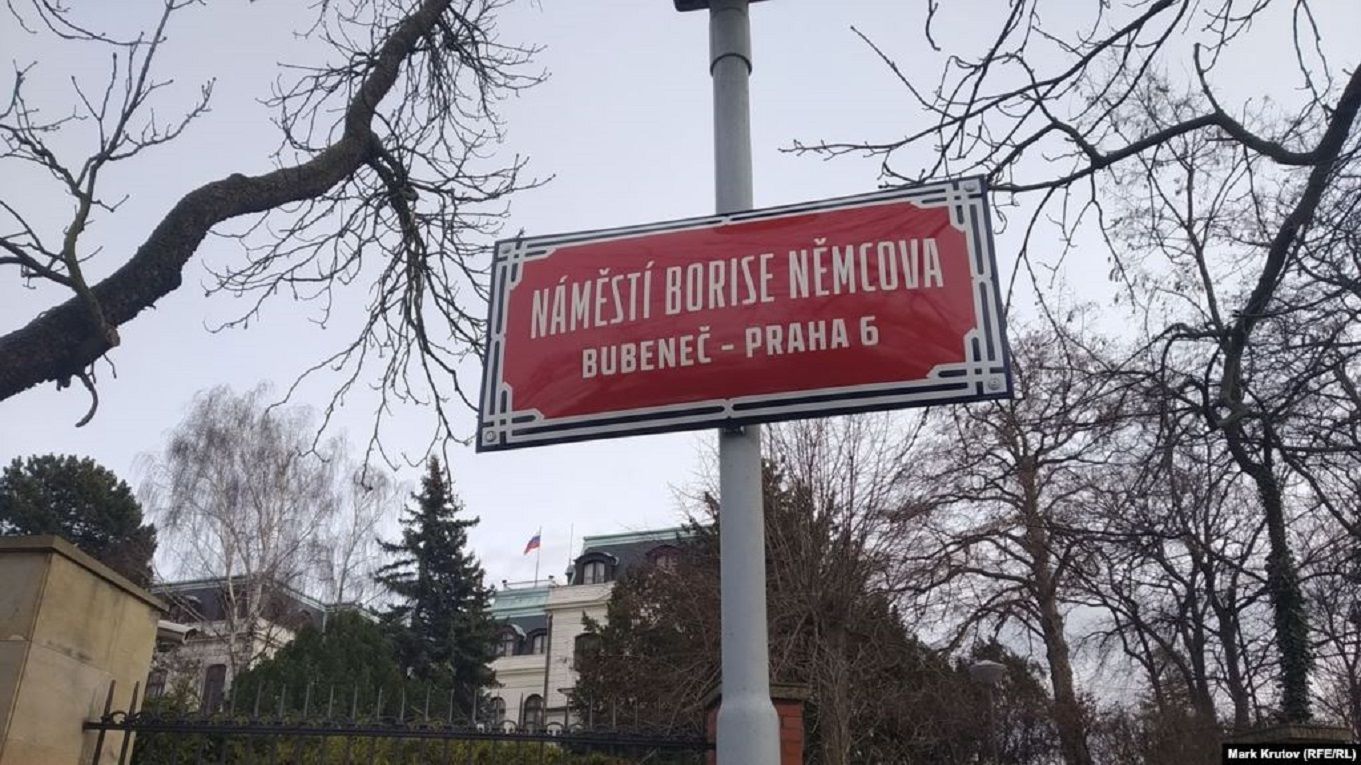 NÁMĚSTÍ BORISE NĚMCOVA
BUBENEČ - PRAHA 6
Mark Krutov (RFE/RL)